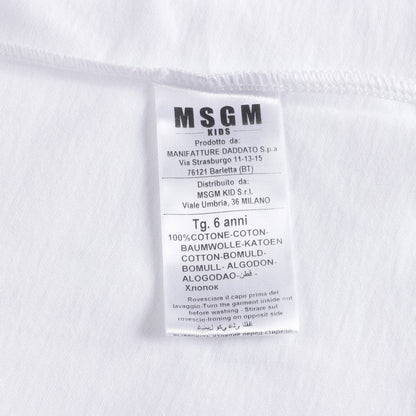 MSGM
KIDS
Prodotto da:
MANIFATTURE DADDATO S.p.a
Via Strasburgo 11-13-15
76121 Barletta (BT)
Distribuito da:
MSGM KID S.r.l.
Viale Umbria, 36 MILANO
Tg. 6 anni
100%COTONE-COTON-
BAUMWOLLE-KATOEN
COTTON-BOMULD-
BOMULL- ALGODON-
ALOGODAO- قطن-
Хлопок
Rovesciare il capo prima del
lavaggio-Turn the garment inside out
before washing - Stirare sul
rovescio-Ironing on opposit side